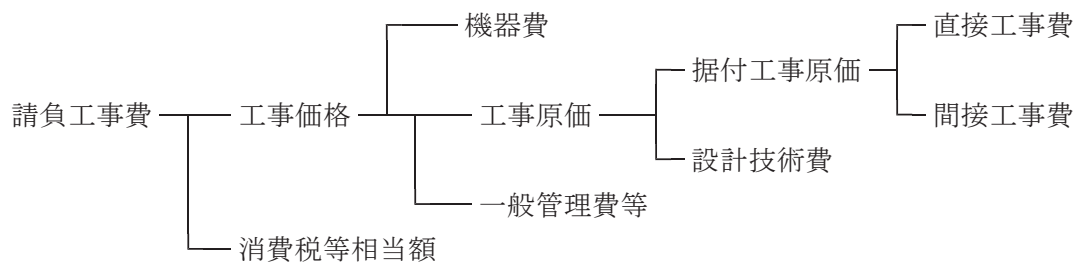 機器費
直接工事費
据付工事原価
請負工事費
工事価格
工事原価
間接工事費
設計技術費
一般管理費等
消費税等相当額